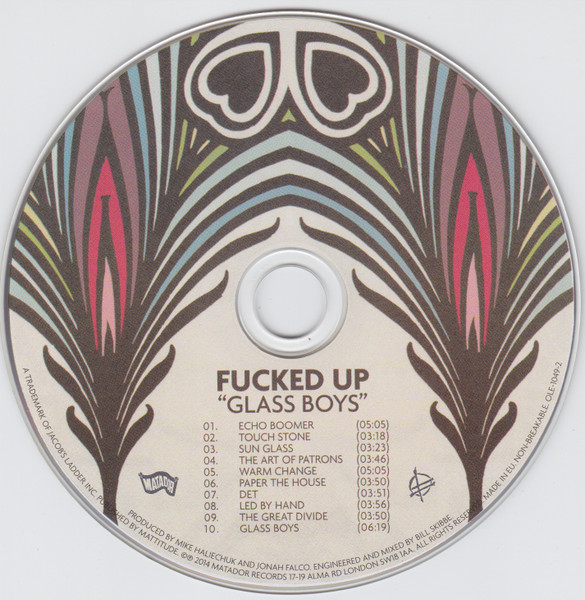 FUCKED UP
“GLASS BOYS”
01. ECHO BOOMER (05:05)
02. TOUCH STONE (03:18)
03. SUN GLASS (03:23)
04. THE ART OF PATRONS (03:46)
05. WARM CHANGE (05:05)
06. PAPER THE HOUSE (03:50)
07. DET (03:51)
08. LED BY HAND (03:56)
09. THE GREAT DIVIDE (03:50)
10. GLASS BOYS (06:19)
MATADOR
A TRADEMARK OF JACOB'S LADDER INC. PUBLISHED BY MATTITUDE. ©℗ 2014 MATADOR RECORDS 17-19 ALMA RD LONDON SW18 1AA. ALL RIGHTS RESERVED. MADE IN EU. NON-BREAKABLE. OLE-1049-2
PRODUCED BY MIKE HALIECHUK AND JONAH FALCO. ENGINEERED AND MIXED BY BILL SKIBBE.